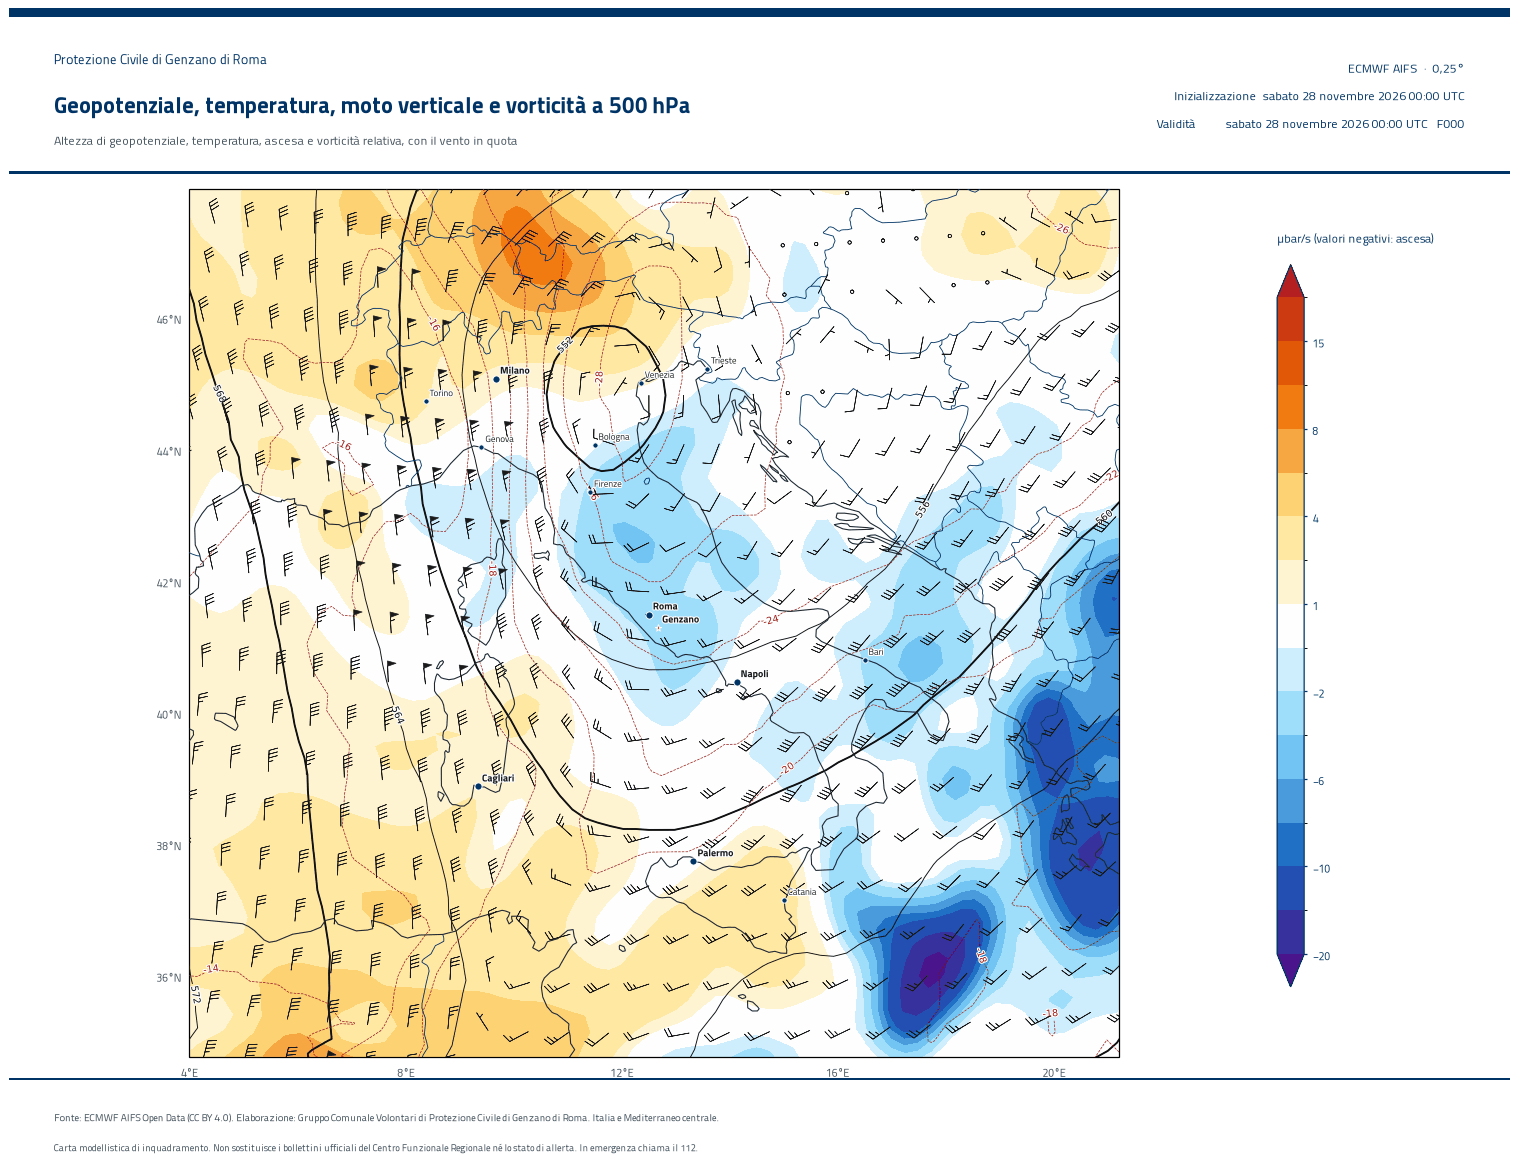 Protezione Civile di Genzano di Roma
Geopotenziale, temperatura, moto verticale e vorticità a 500 hPa
Altezza di geopotenziale, temperatura, ascesa e vorticità relativa, con il vento in quota
ECMWF AIFS · 0,25°
Inizializzazione sabato 28 novembre 2026 00:00 UTC
Validità sabato 28 novembre 2026 00:00 UTC F000
µbar/s (valori negativi: ascesa)
15
8
4
1
−2
−6
−10
−20
46°N
44°N
42°N
40°N
38°N
36°N
4°E
8°E
12°E
16°E
20°E
-26
-16
552
-28
Trieste
Venezia
Milano
Torino
568
Genova
Bologna
-16
Firenze
-22
556
560
-18
Roma
Genzano
-24
Bari
Napoli
564
-20
Cagliari
Palermo
Catania
-14
572
-18
-18
Fonte: ECMWF AIFS Open Data (CC BY 4.0). Elaborazione: Gruppo Comunale Volontari di Protezione Civile di Genzano di Roma. Italia e Mediterraneo centrale.
Carta modellistica di inquadramento. Non sostituisce i bollettini ufficiali del Centro Funzionale Regionale né lo stato di allerta. In emergenza chiama il 112.